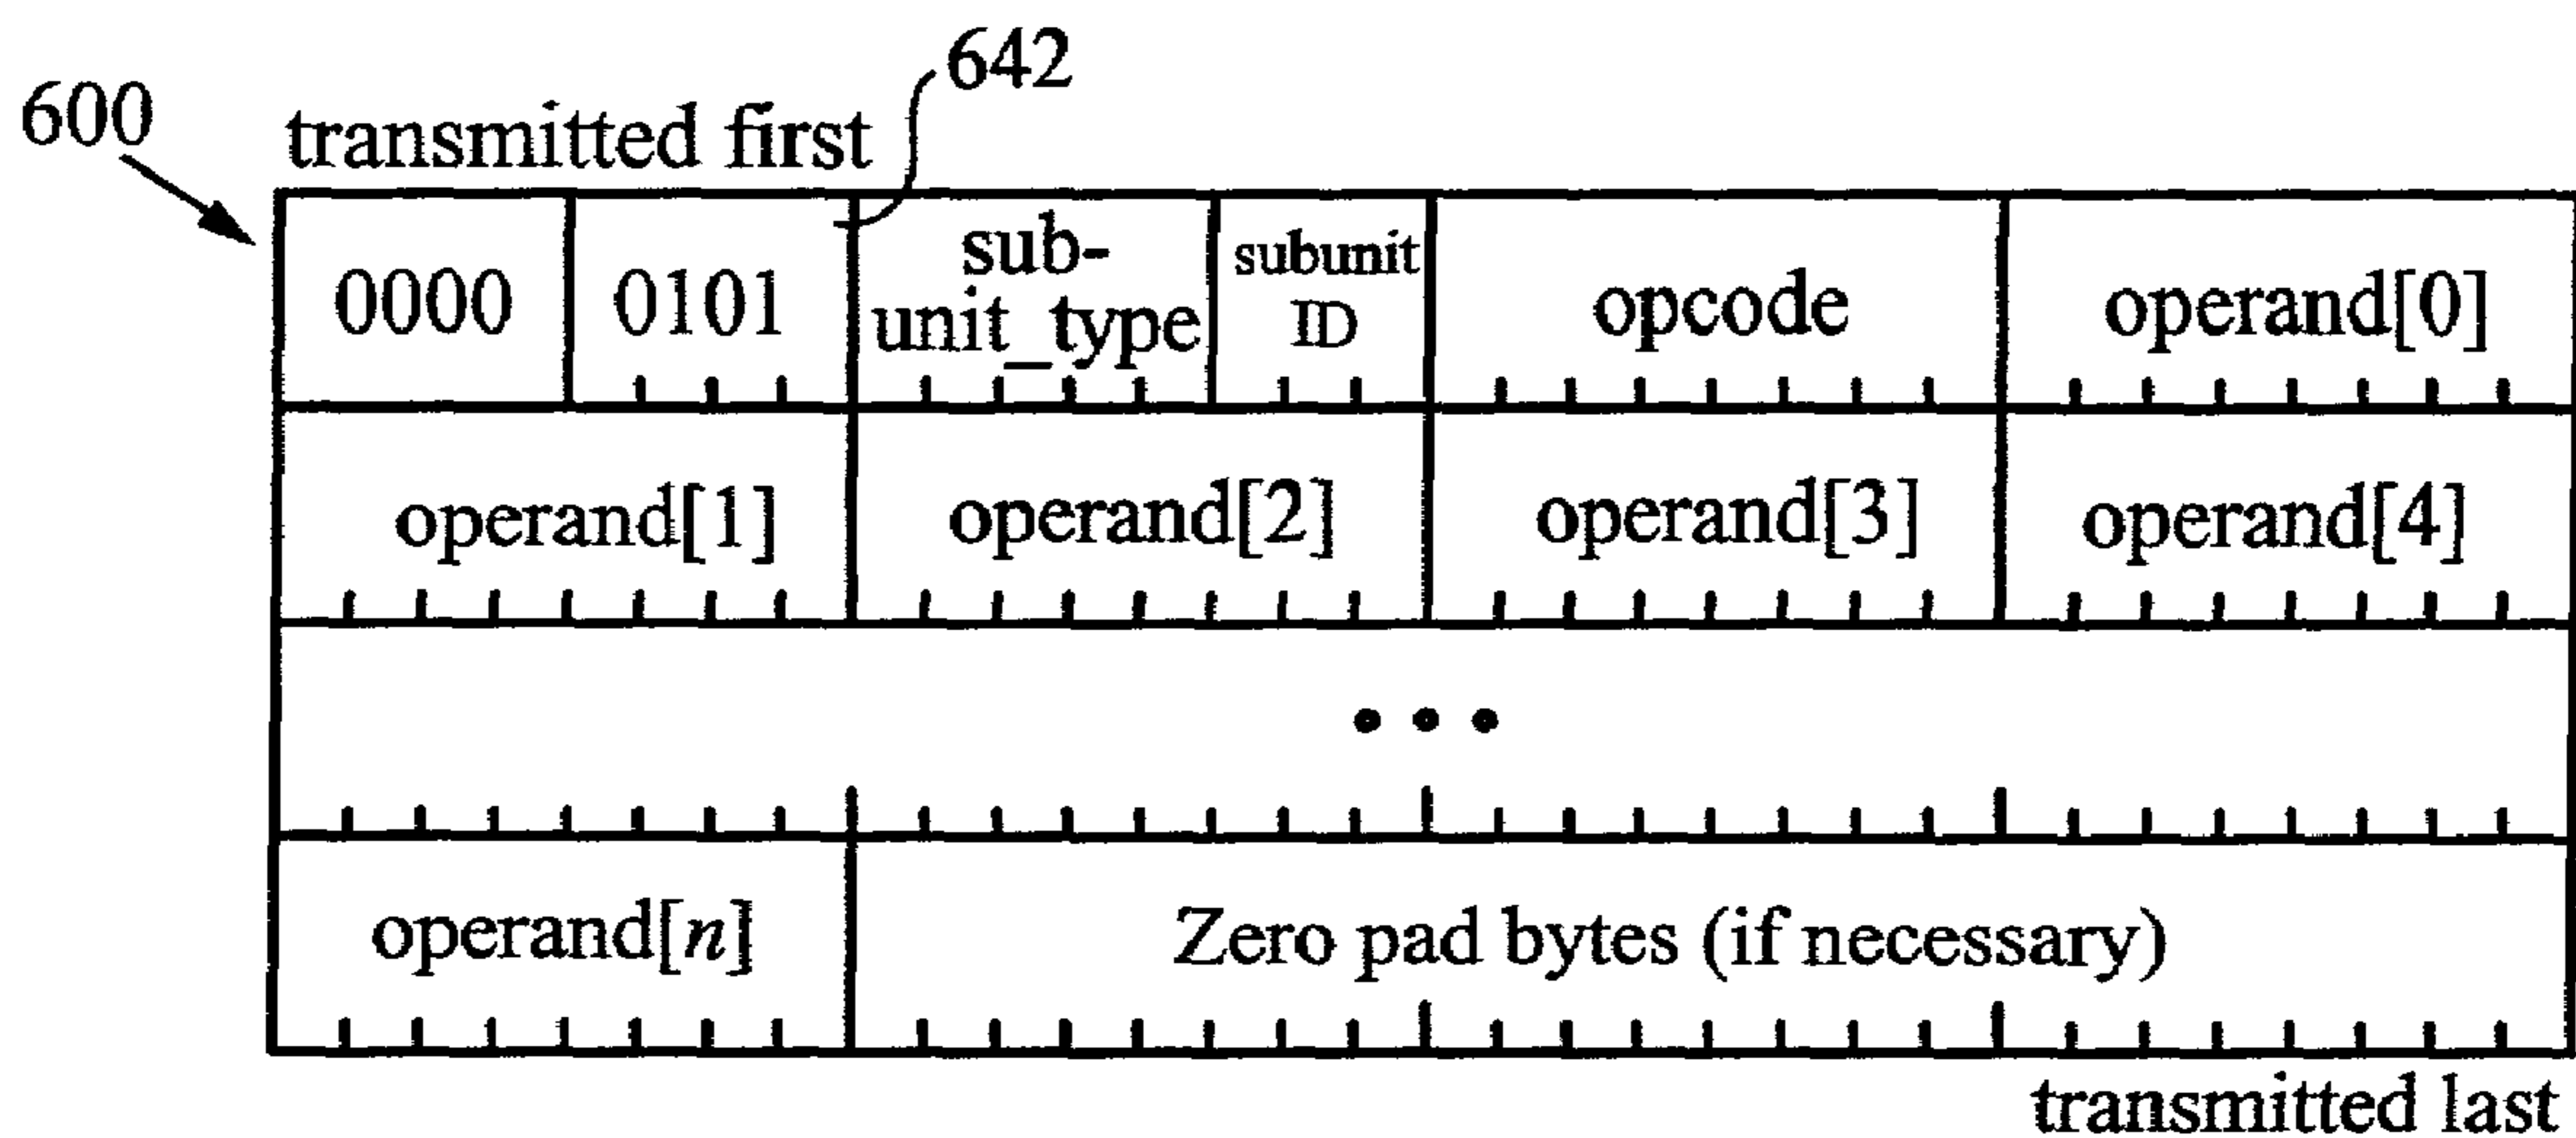 642
600
transmitted first
0000 0101 sub-unit_type subunit ID opcode operand[0]
operand[1] operand[2] operand[3] operand[4]
• • •
operand[n] Zero pad bytes (if necessary)
transmitted last